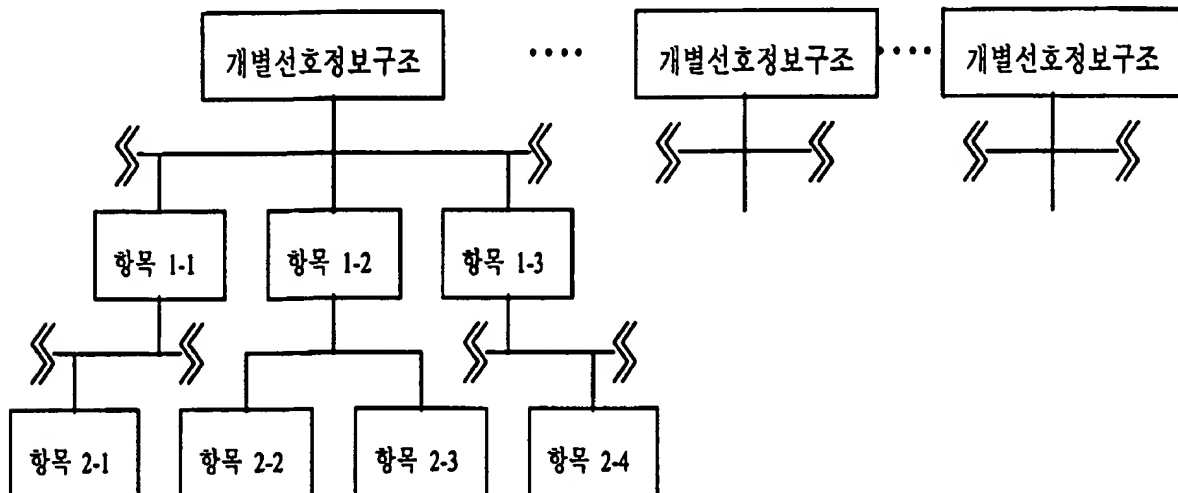 개별선호정보구조 .... 개별선호정보구조 .... 개별선호정보구조
항목 1-1 항목 1-2 항목 1-3
항목 2-1 항목 2-2 항목 2-3 항목 2-4